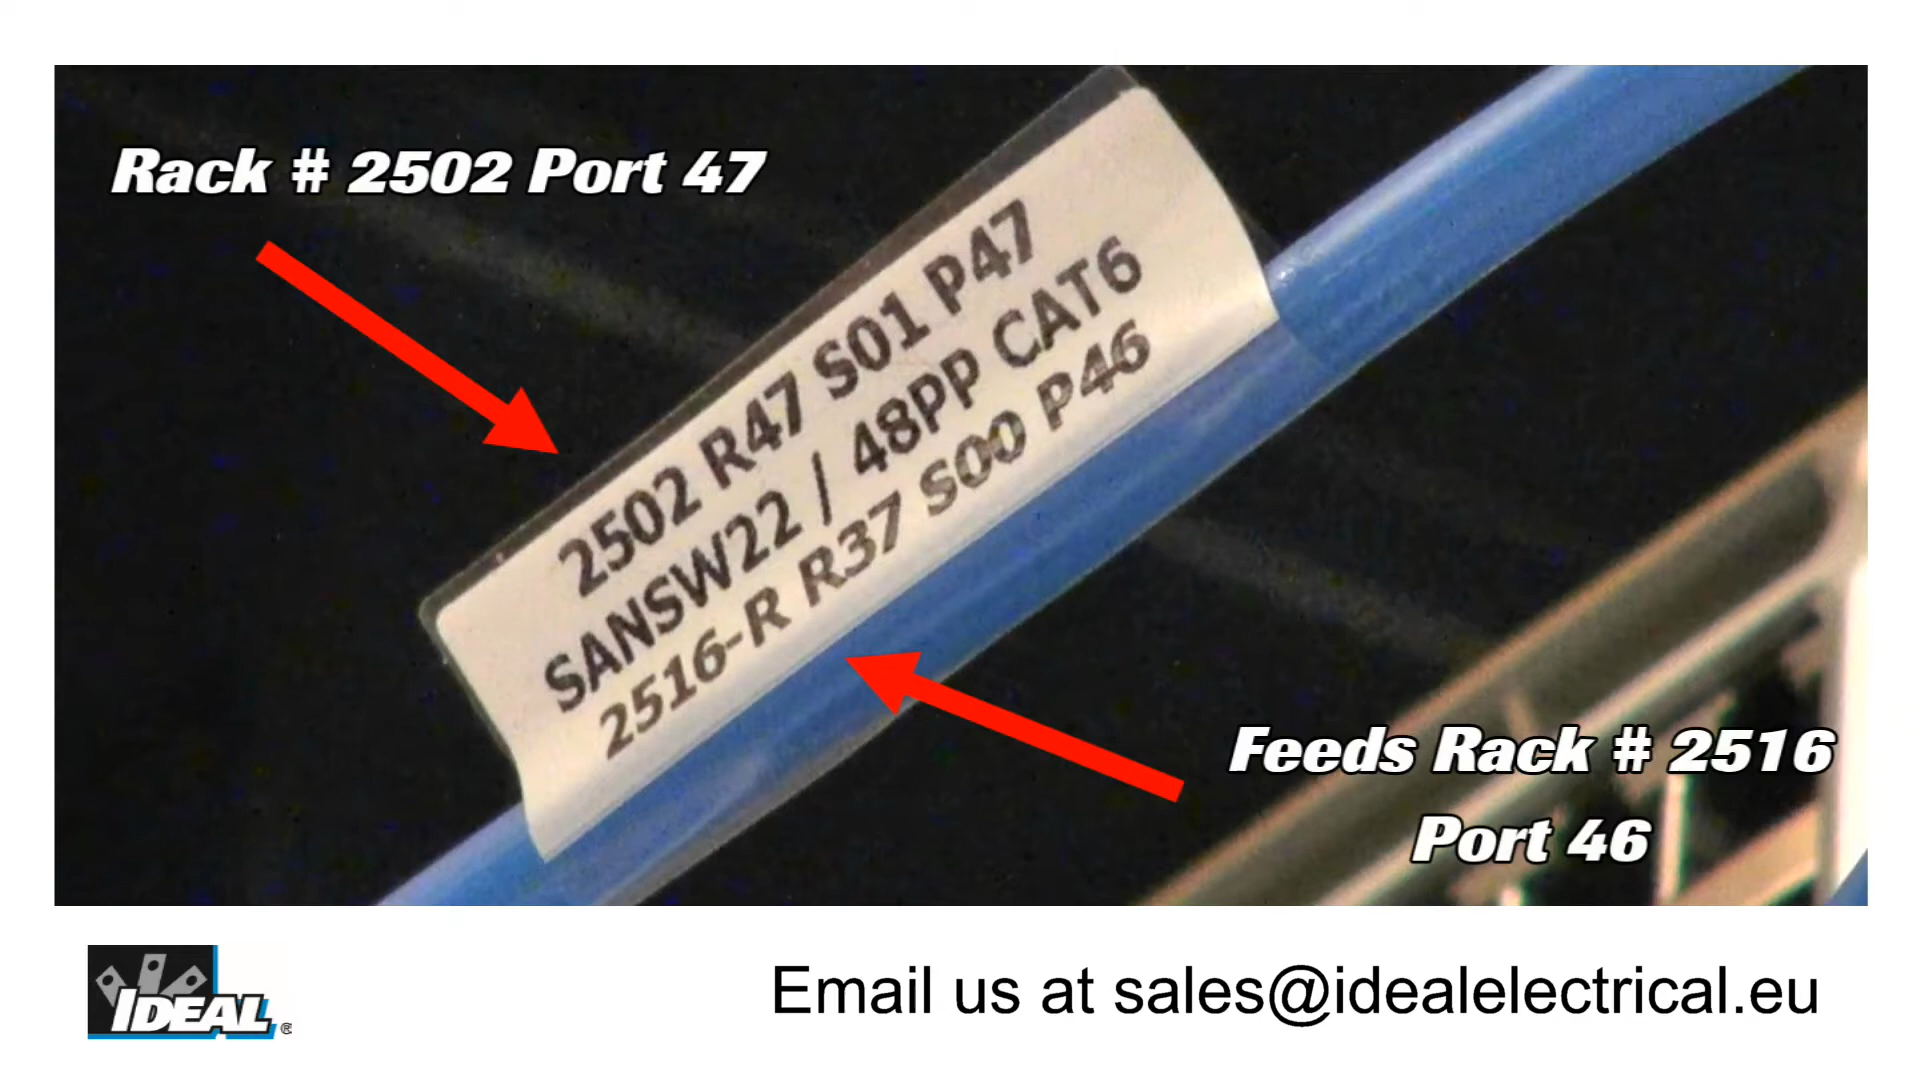 Rack # 2502 Port 47
2502 R47 S01 P47
SANSW22 / 48PP CAT6
2516-R R37 S00 P46
Feeds Rack # 2516
Port 46
IDEAL®
Email us at sales@idealelectrical.eu